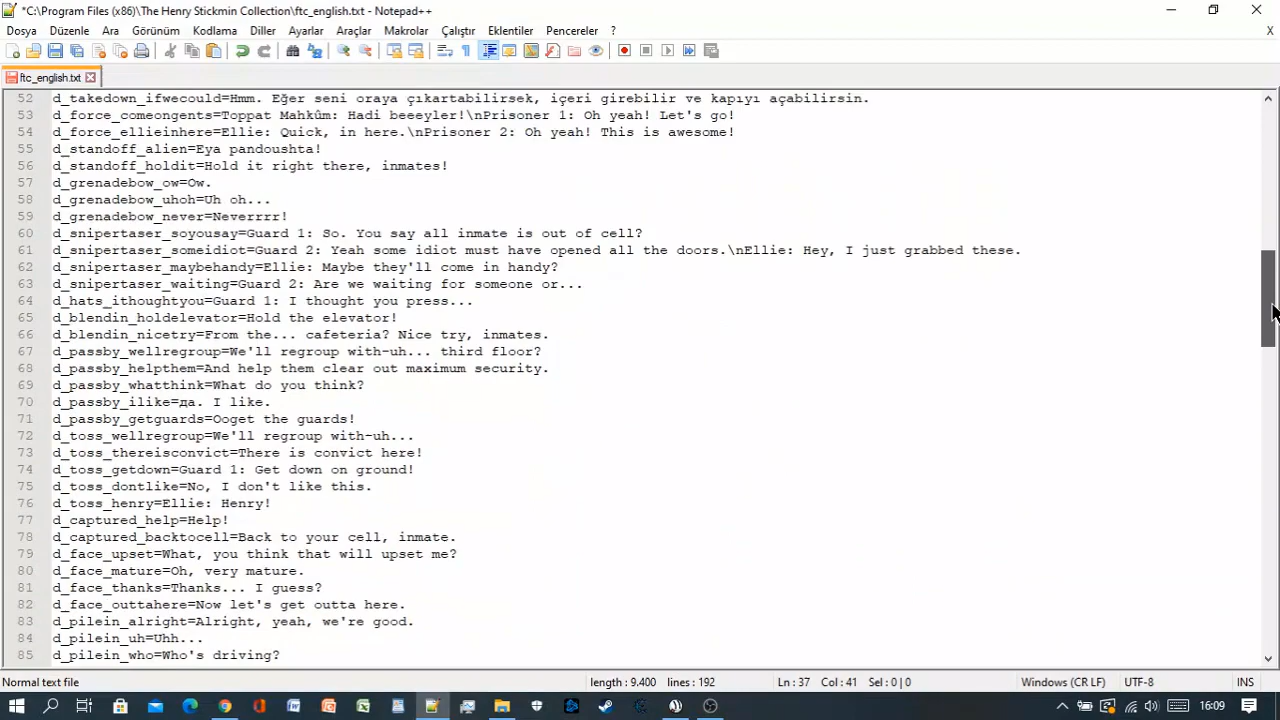 *C:\Program Files (x86)\The Henry Stickmin Collection\ftc_english.txt - Notepad++
Dosya Düzenle Ara Görünüm Kodlama Diller Ayarlar Araçlar Makrolar Çalıştır Eklentiler Pencereler ? X
ftc_english.txt
52 d_takedown_ifwecould=Hmm. Eğer seni oraya çıkartabilirsek, içeri girebilir ve kapıyı açabilirsin.
53 d_force_comeongents=Toppat Mahkûm: Hadi beeyler!\nPrisoner 1: Oh yeah! Let's go!
54 d_force_ellieinhere=Ellie: Quick, in here.\nPrisoner 2: Oh yeah! This is awesome!
55 d_standoff_alien=Eya pandoushta!
56 d_standoff_holdit=Hold it right there, inmates!
57 d_grenadebow_ow=Ow.
58 d_grenadebow_uhoh=Uh oh...
59 d_grenadebow_never=Neverrrr!
60 d_snipertaser_soyousay=Guard 1: So. You say all inmate is out of cell?
61 d_snipertaser_someidiot=Guard 2: Yeah some idiot must have opened all the doors.\nEllie: Hey, I just grabbed these.
62 d_snipertaser_maybehandy=Ellie: Maybe they'll come in handy?
63 d_snipertaser_waiting=Guard 2: Are we waiting for someone or...
64 d_hats_ithoughtyou=Guard 1: I thought you press...
65 d_blendin_holdelevator=Hold the elevator!
66 d_blendin_nicetry=From the... cafeteria? Nice try, inmates.
67 d_passby_wellregroup=We'll regroup with-uh... third floor?
68 d_passby_helpthem=And help them clear out maximum security.
69 d_passby_whatthink=What do you think?
70 d_passby_ilike=да. I like.
71 d_passby_getguards=Ooget the guards!
72 d_toss_wellregroup=We'll regroup with-uh...
73 d_toss_thereisconvict=There is convict here!
74 d_toss_getdown=Guard 1: Get down on ground!
75 d_toss_dontlike=No, I don't like this.
76 d_toss_henry=Ellie: Henry!
77 d_captured_help=Help!
78 d_captured_backtocell=Back to your cell, inmate.
79 d_face_upset=What, you think that will upset me?
80 d_face_mature=Oh, very mature.
81 d_face_thanks=Thanks... I guess?
82 d_face_outtahere=Now let's get outta here.
83 d_pilein_alright=Alright, yeah, we're good.
84 d_pilein_uh=Uhh...
85 d_pilein_who=Who's driving?
Normal text file length : 9.400 lines : 192 Ln : 37 Col : 41 Sel : 0 | 0 Windows (CR LF) UTF-8 INS
16:09